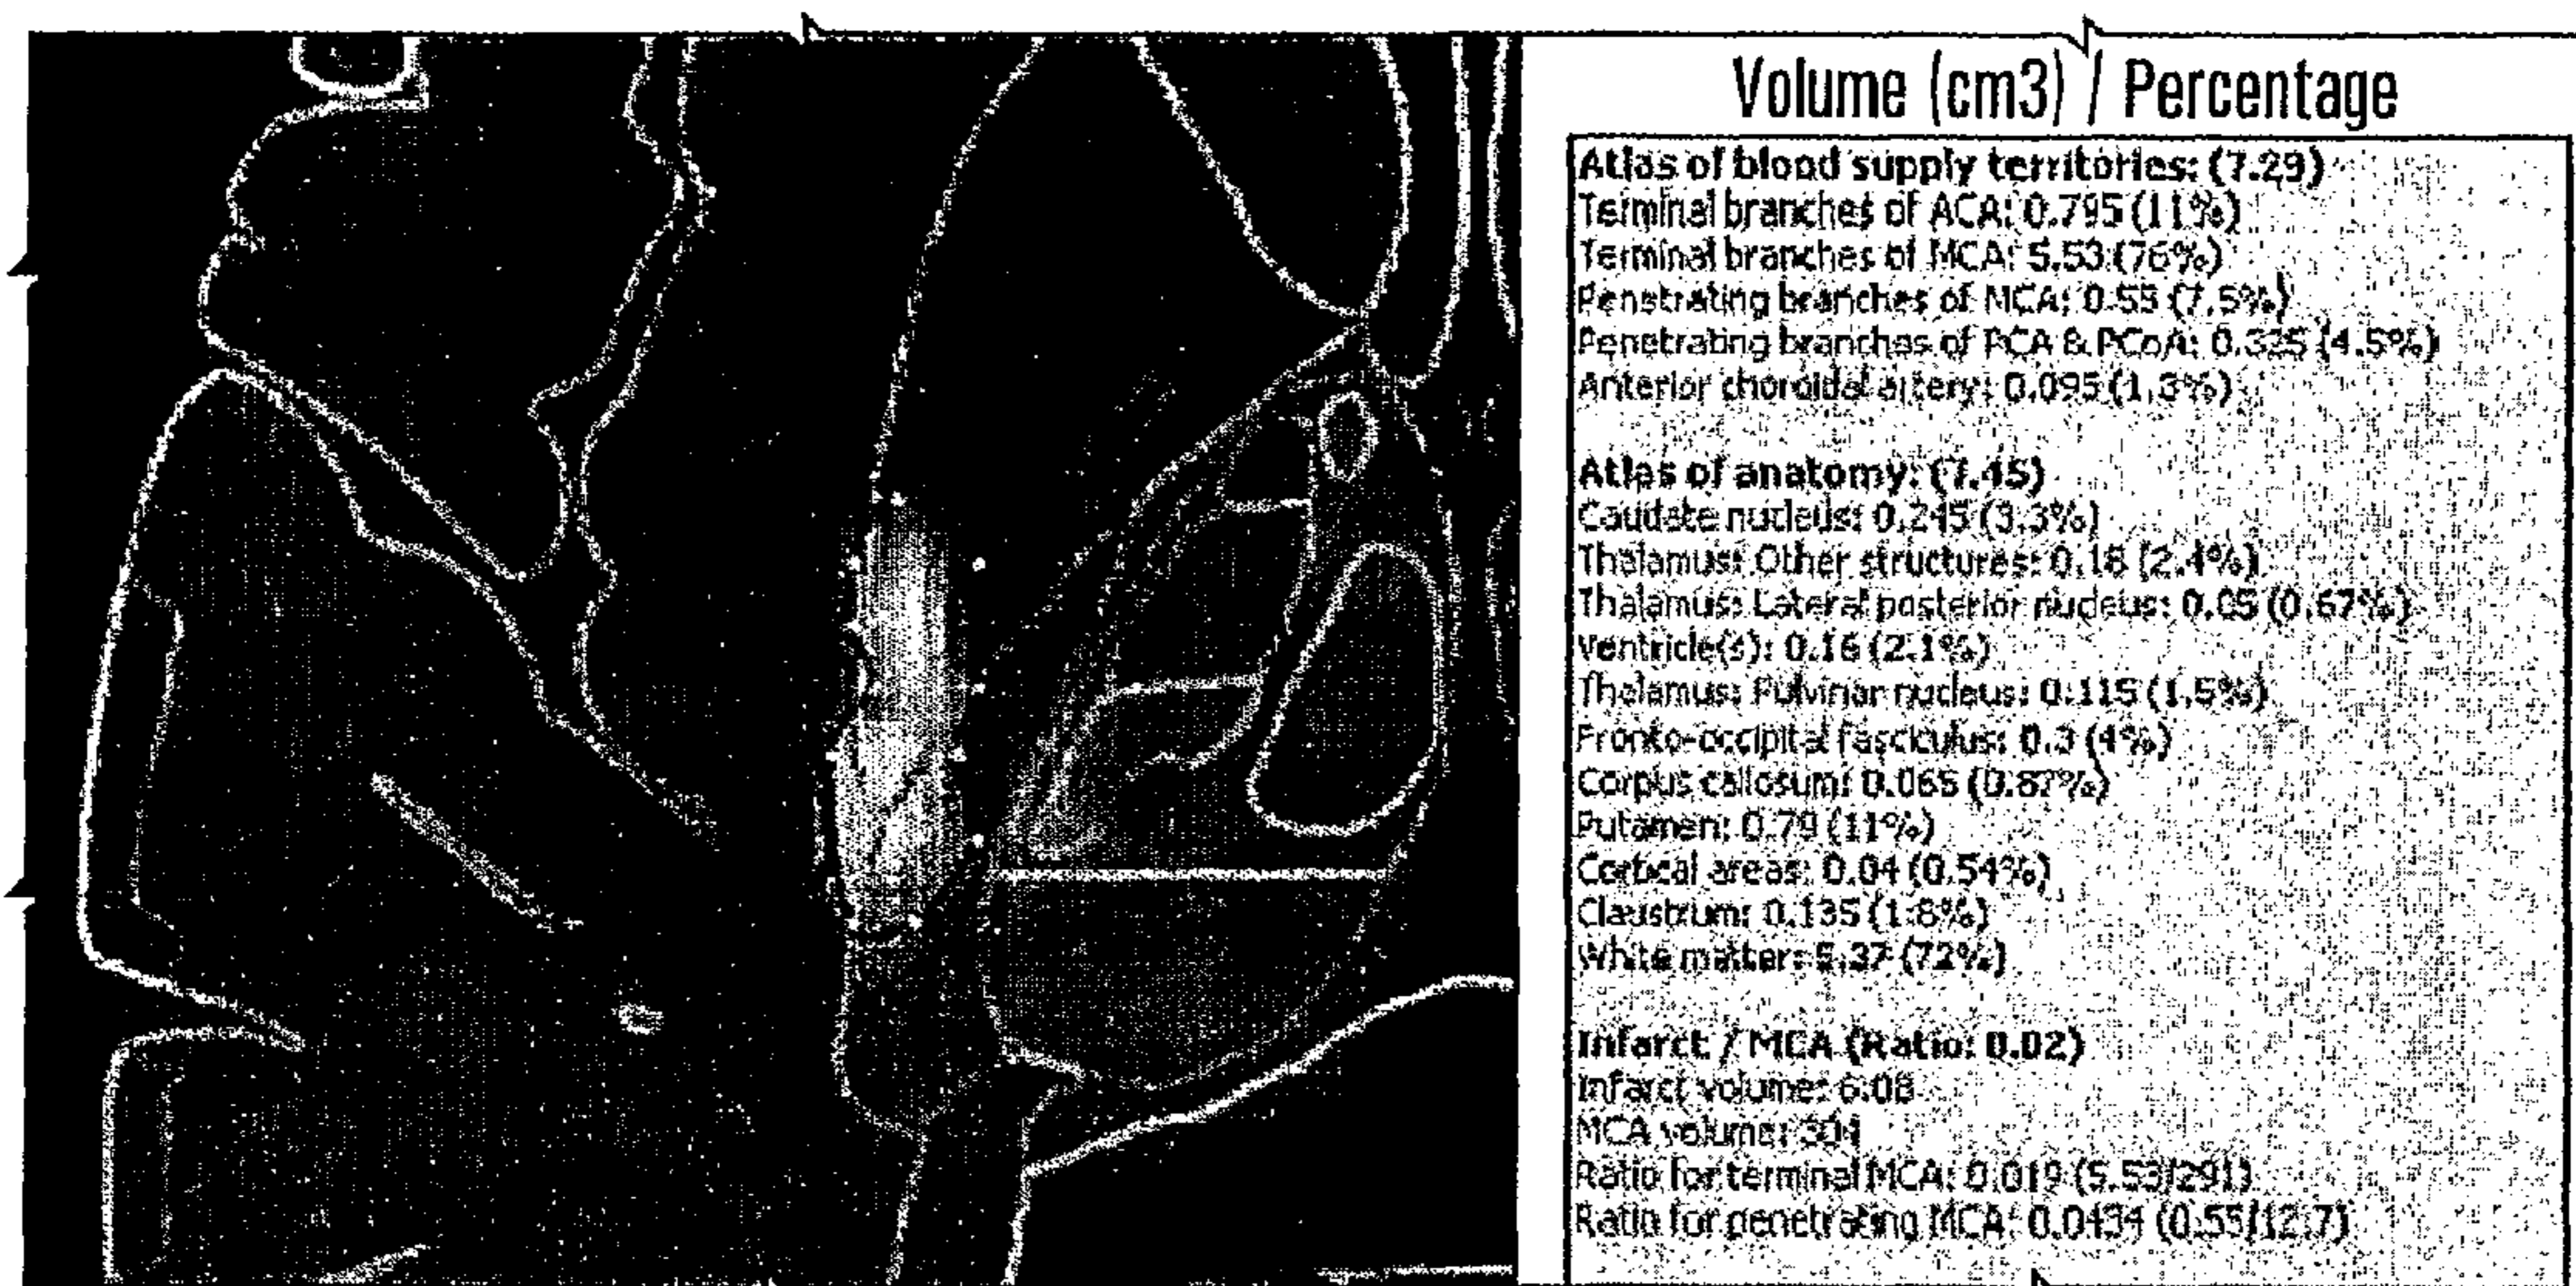 Volume (cm3) / Percentage
Atlas of blood supply territories: (7.29)
Terminal branches of ACA: 0.795 (11%)
Terminal branches of MCA: 5.53 (76%)
Penetrating branches of MCA: 0.55 (7.5%)
Penetrating branches of PCA & PCoA: 0.325 (4.5%)
Anterior choroidal artery: 0.095 (1.3%)
Atlas of anatomy: (7.45)
Caudate nucleus: 0.245 (3.3%)
Thalamus: Other structures: 0.18 (2.4%)
Thalamus: Lateral posterior nucleus: 0.05 (0.67%)
Ventricle(s): 0.16 (2.1%)
Thalamus: Pulvinar nucleus: 0.115 (1.5%)
Fronto-occipital fasciculus: 0.3 (4%)
Corpus callosum: 0.065 (0.87%)
Putamen: 0.79 (11%)
Cortical areas: 0.04 (0.54%)
Claustrum: 0.135 (1.8%)
White matter: 5.37 (72%)
Infarct / MCA (Ratio: 0.02)
Infarct volume: 6.08
MCA volume: 304
Ratio for terminal MCA: 0.019 (5.53/291)
Ratio for penetrating MCA: 0.0434 (0.55/12.7)